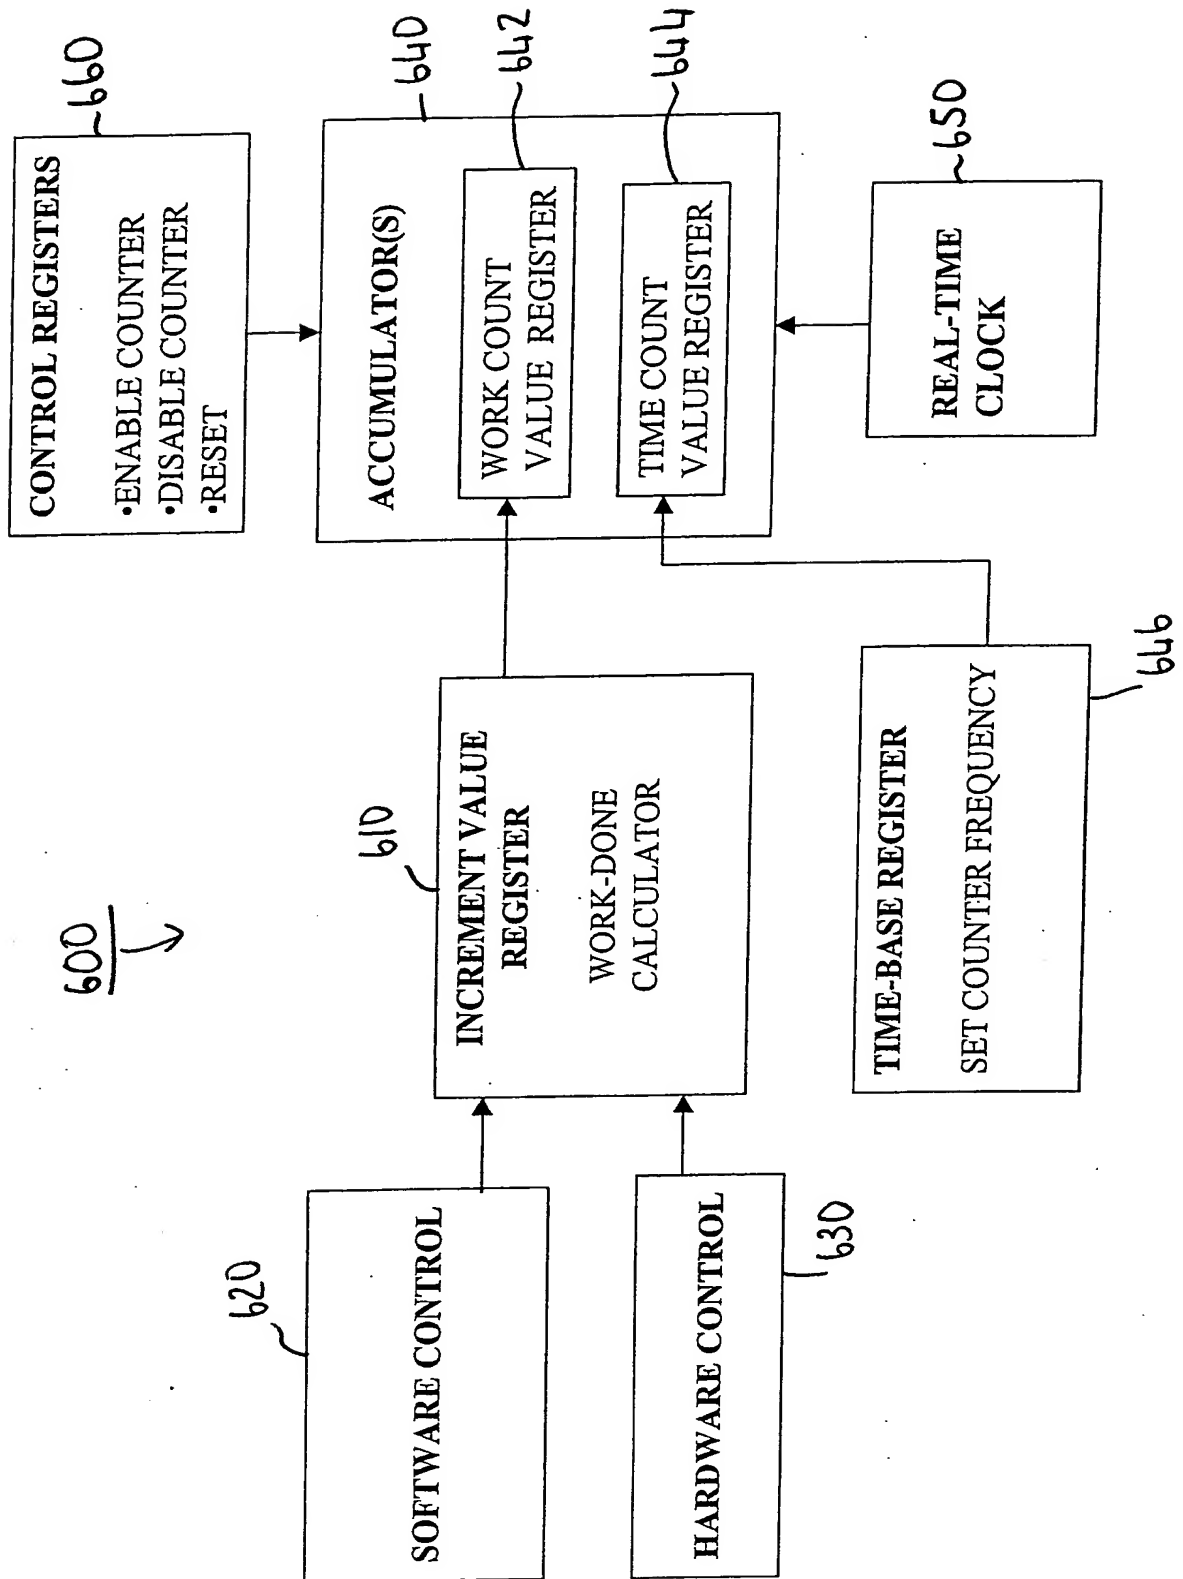 600
620
SOFTWARE CONTROL
HARDWARE CONTROL
630
610
INCREMENT VALUE
REGISTER
WORK-DONE
CALCULATOR
TIME-BASE REGISTER
SET COUNTER FREQUENCY
646
CONTROL REGISTERS
•ENABLE COUNTER
•DISABLE COUNTER
•RESET
660
ACCUMULATOR(S)
640
WORK COUNT
VALUE REGISTER
642
TIME COUNT
VALUE REGISTER
644
REAL-TIME
CLOCK
650